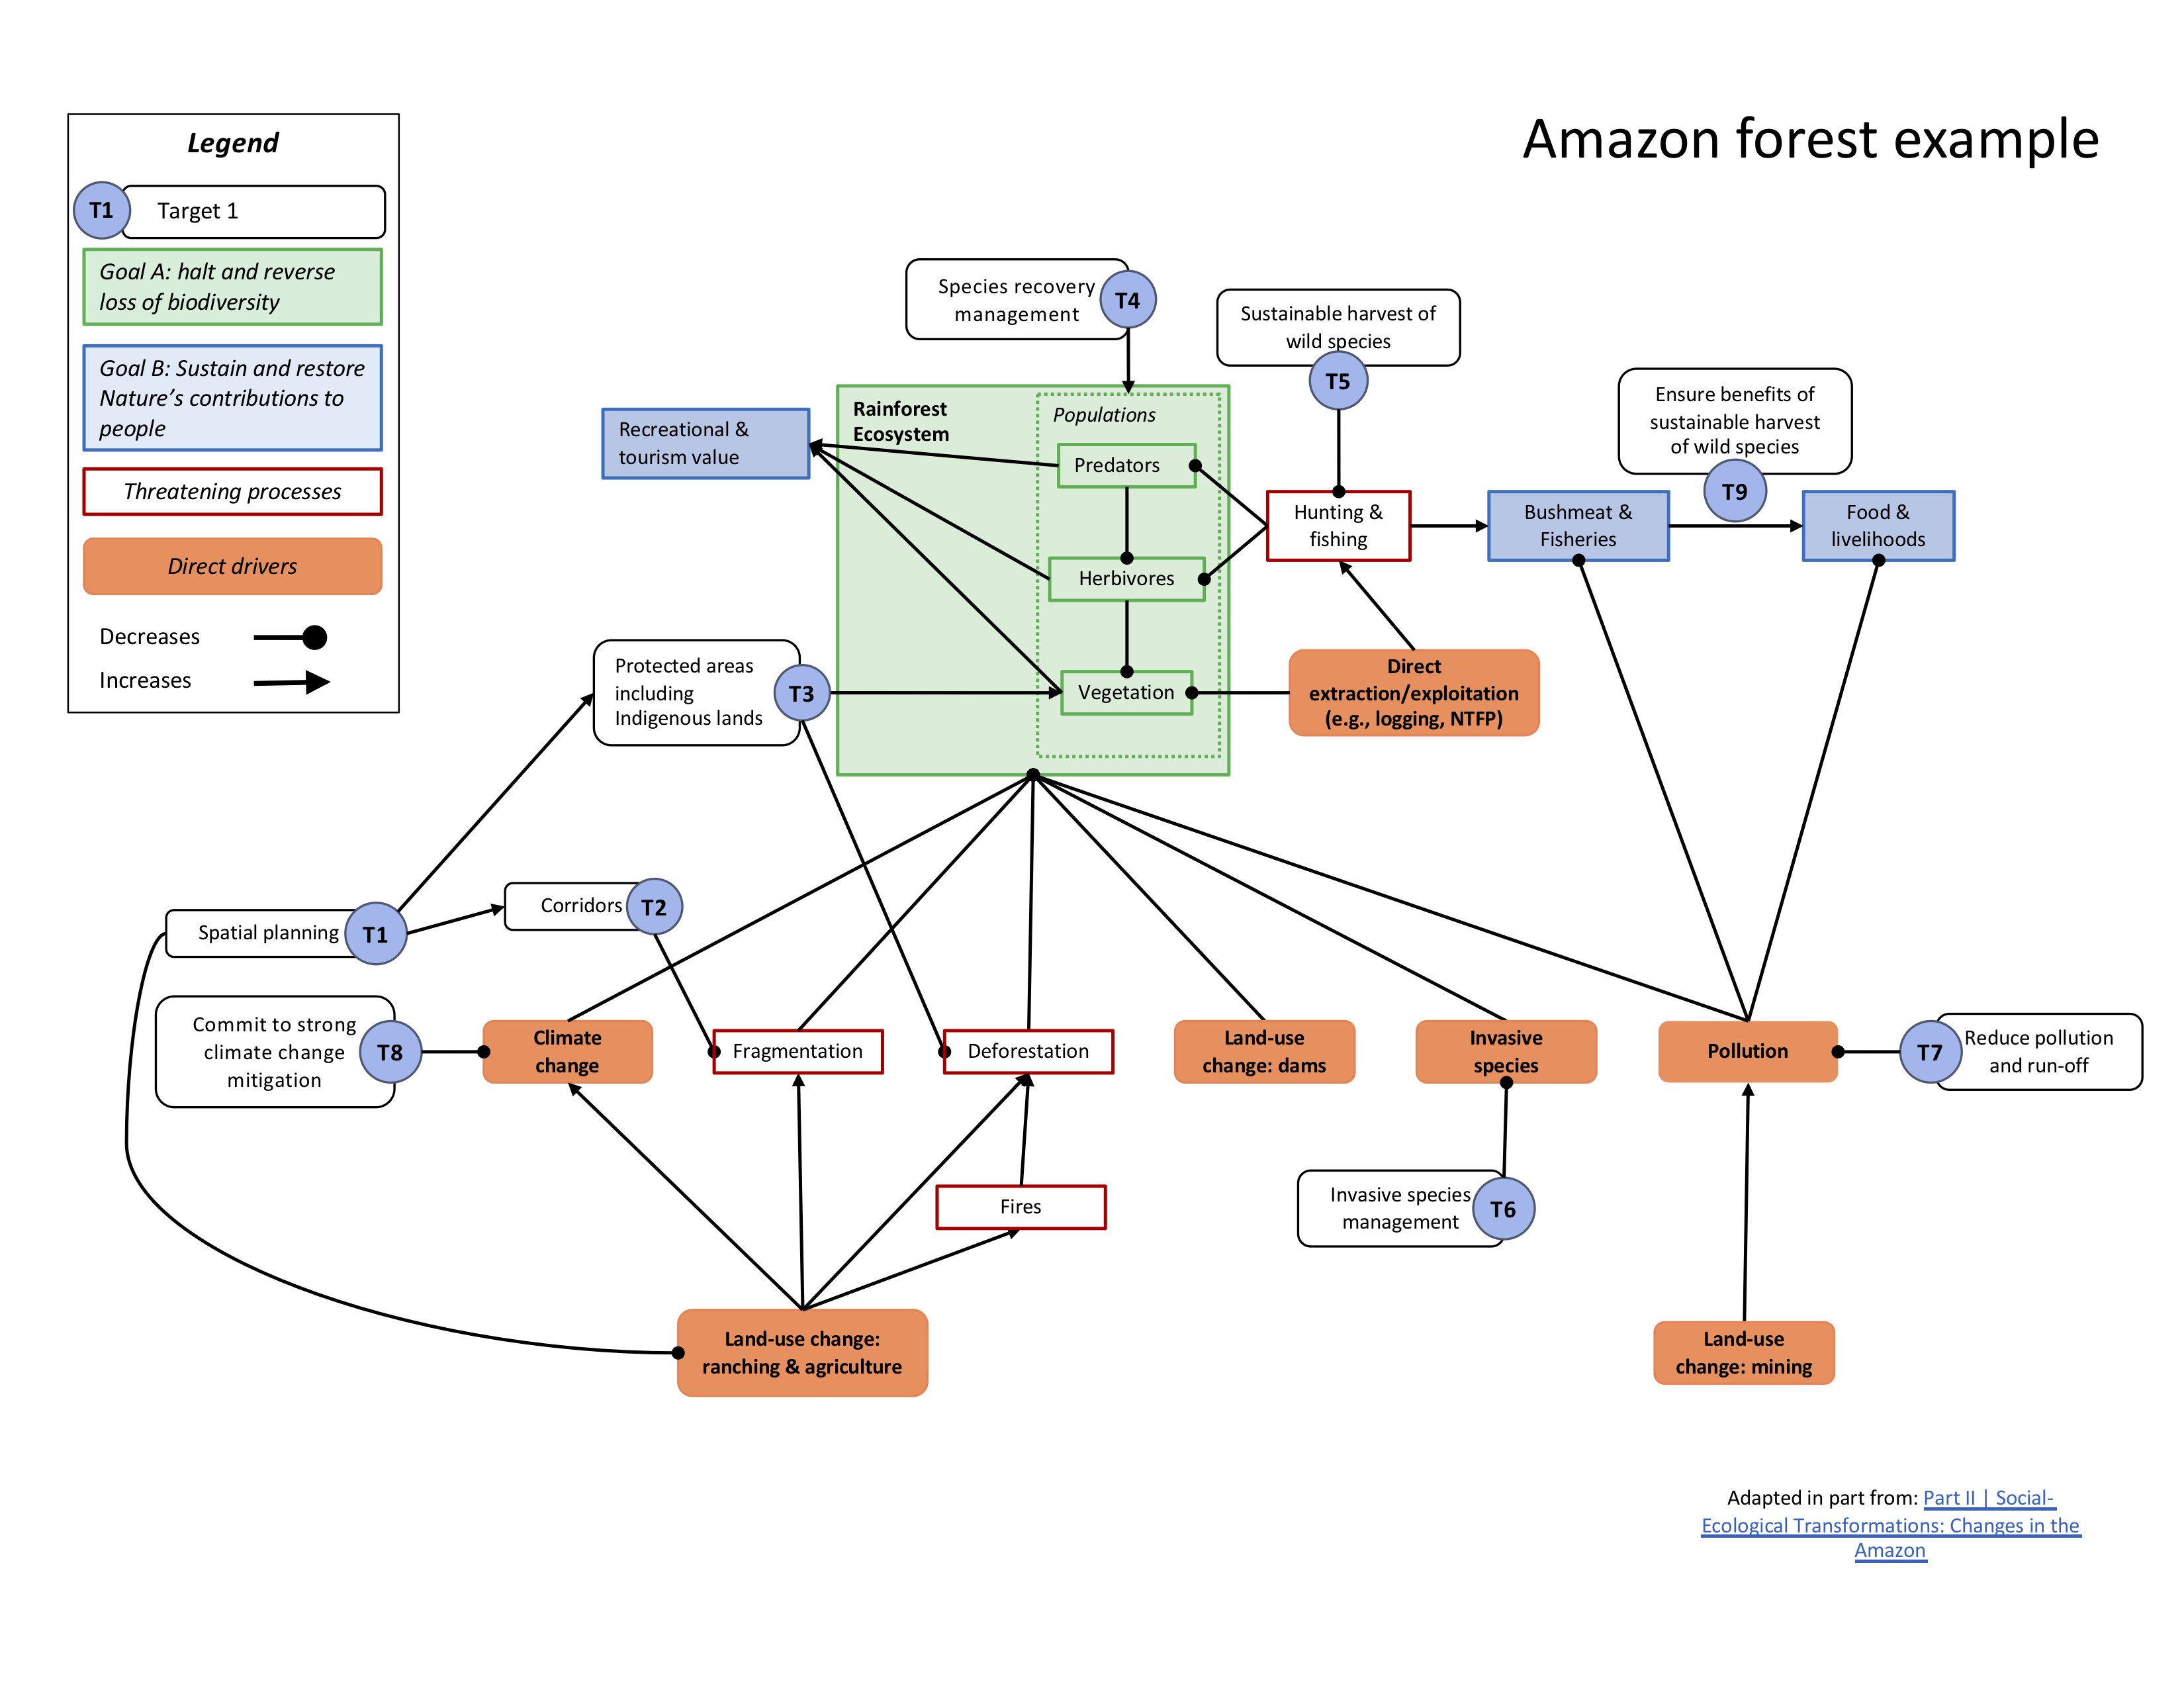 Amazon forest example
Legend
T1
Target 1
Goal A: halt and reverse
loss of biodiversity
Goal B: Sustain and restore
Nature’s contributions to
people
Threatening processes
Direct drivers
Decreases
Increases
Species recovery
management
T4
Sustainable harvest of
wild species
T5
Ensure benefits of
sustainable harvest
of wild species
T9
Recreational &
tourism value
Rainforest
Ecosystem
Populations
Predators
Herbivores
Vegetation
Hunting &
fishing
Bushmeat &
Fisheries
Food &
livelihoods
Protected areas
including
Indigenous lands
T3
Direct
extraction/exploitation
(e.g., logging, NTFP)
Corridors
T2
Spatial planning
T1
Commit to strong
climate change
mitigation
T8
Climate
change
Fragmentation
Deforestation
Land-use
change: dams
Invasive
species
Pollution
T7
Reduce pollution
and run-off
Fires
Invasive species
management
T6
Land-use change:
ranching & agriculture
Land-use
change: mining
Adapted in part from: Part II | Social-
Ecological Transformations: Changes in the
Amazon